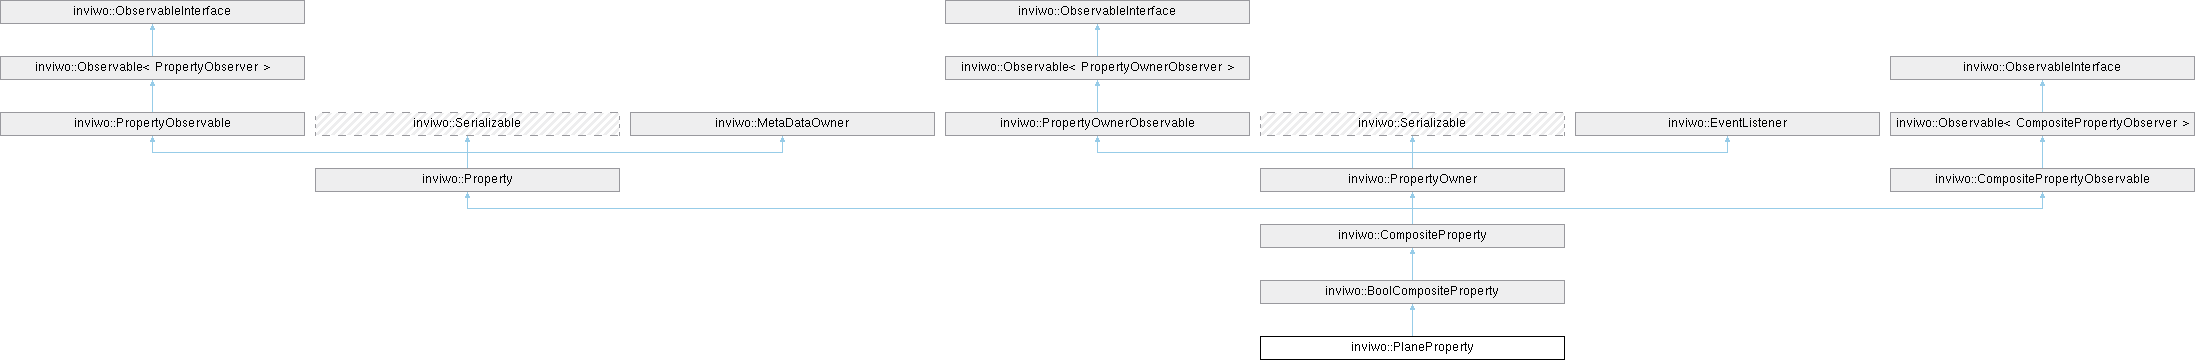 inviwo::ObservableInterface
inviwo::ObservableInterface
inviwo::Observable< PropertyObserver >
inviwo::Observable< PropertyOwnerObserver >
inviwo::ObservableInterface
inviwo::PropertyObservable
inviwo::Serializable
inviwo::MetaDataOwner
inviwo::PropertyOwnerObservable
inviwo::Serializable
inviwo::EventListener
inviwo::Observable< CompositePropertyObserver >
inviwo::Property
inviwo::PropertyOwner
inviwo::CompositePropertyObservable
inviwo::CompositeProperty
inviwo::BoolCompositeProperty
inviwo::PlaneProperty